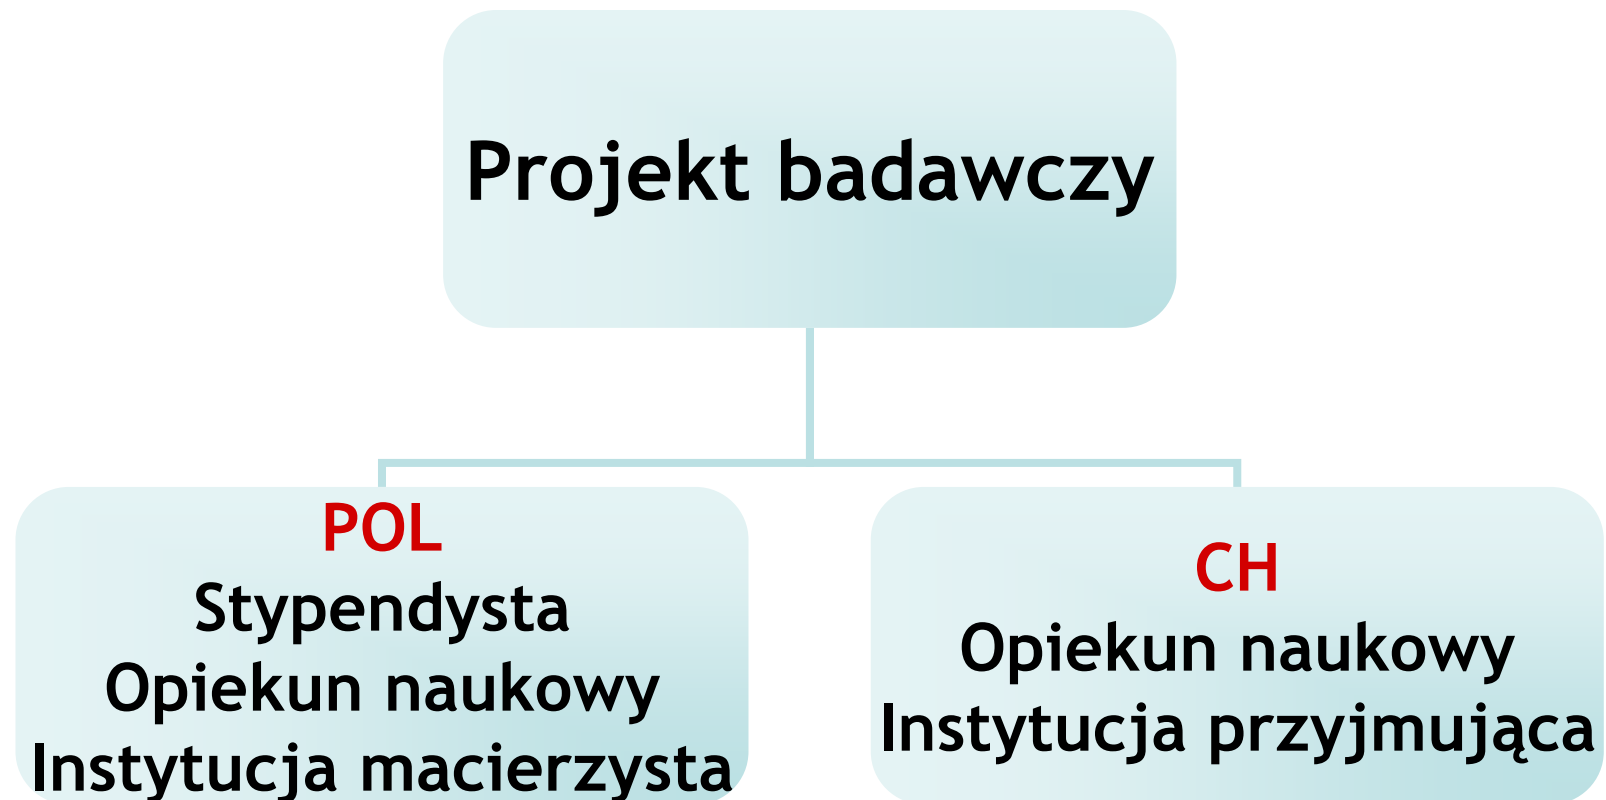 Projekt badawczy
POL
Stypendysta
Opiekun naukowy
Instytucja macierzysta
CH
Opiekun naukowy
Instytucja przyjmująca